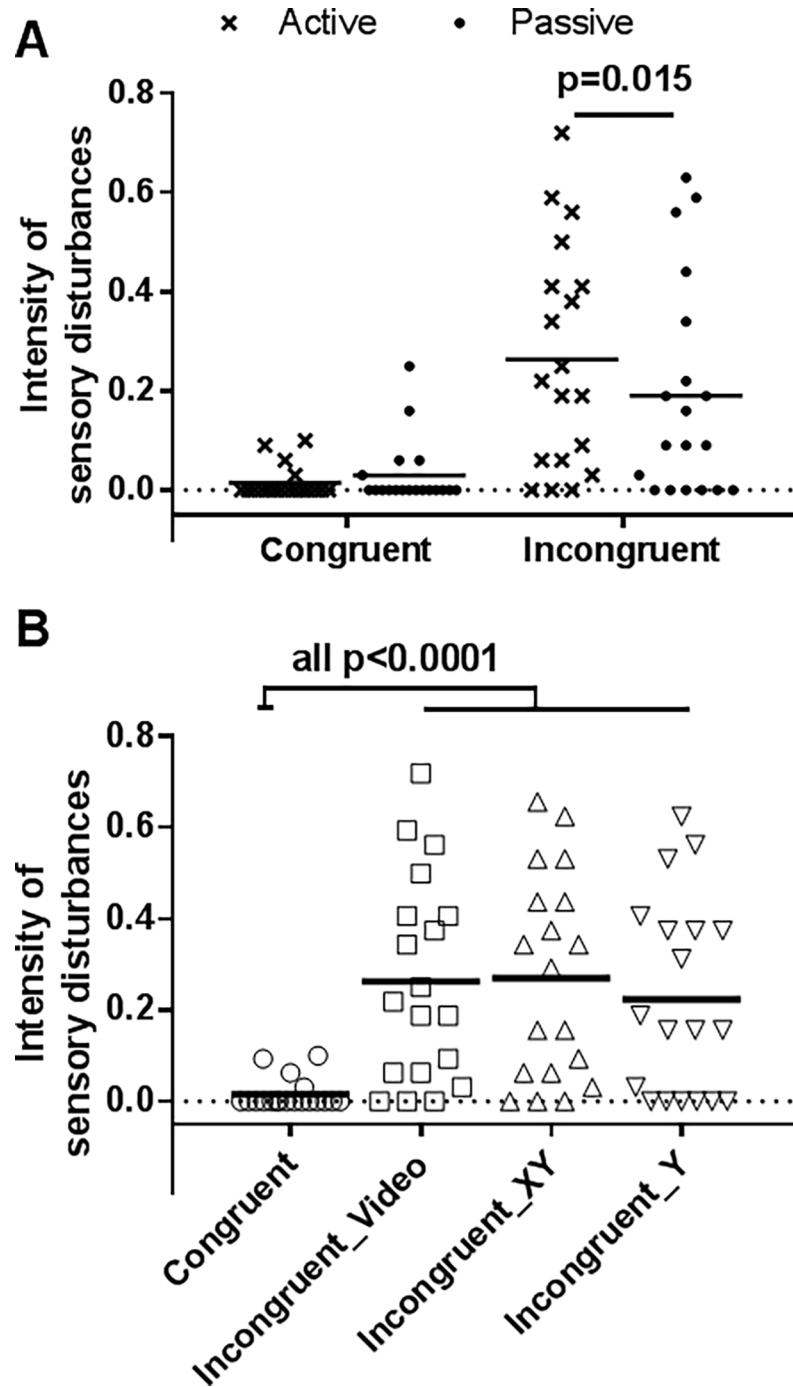 A
Active Passive
p=0.015
0.8
0.6
0.4
0.2
0.0
Intensity of
sensory disturbances
Congruent Incongruent
B
all p<0.0001
0.8
0.6
0.4
0.2
0.0
Intensity of
sensory disturbances
Congruent
Incongruent_Video
Incongruent_XY
Incongruent_Y